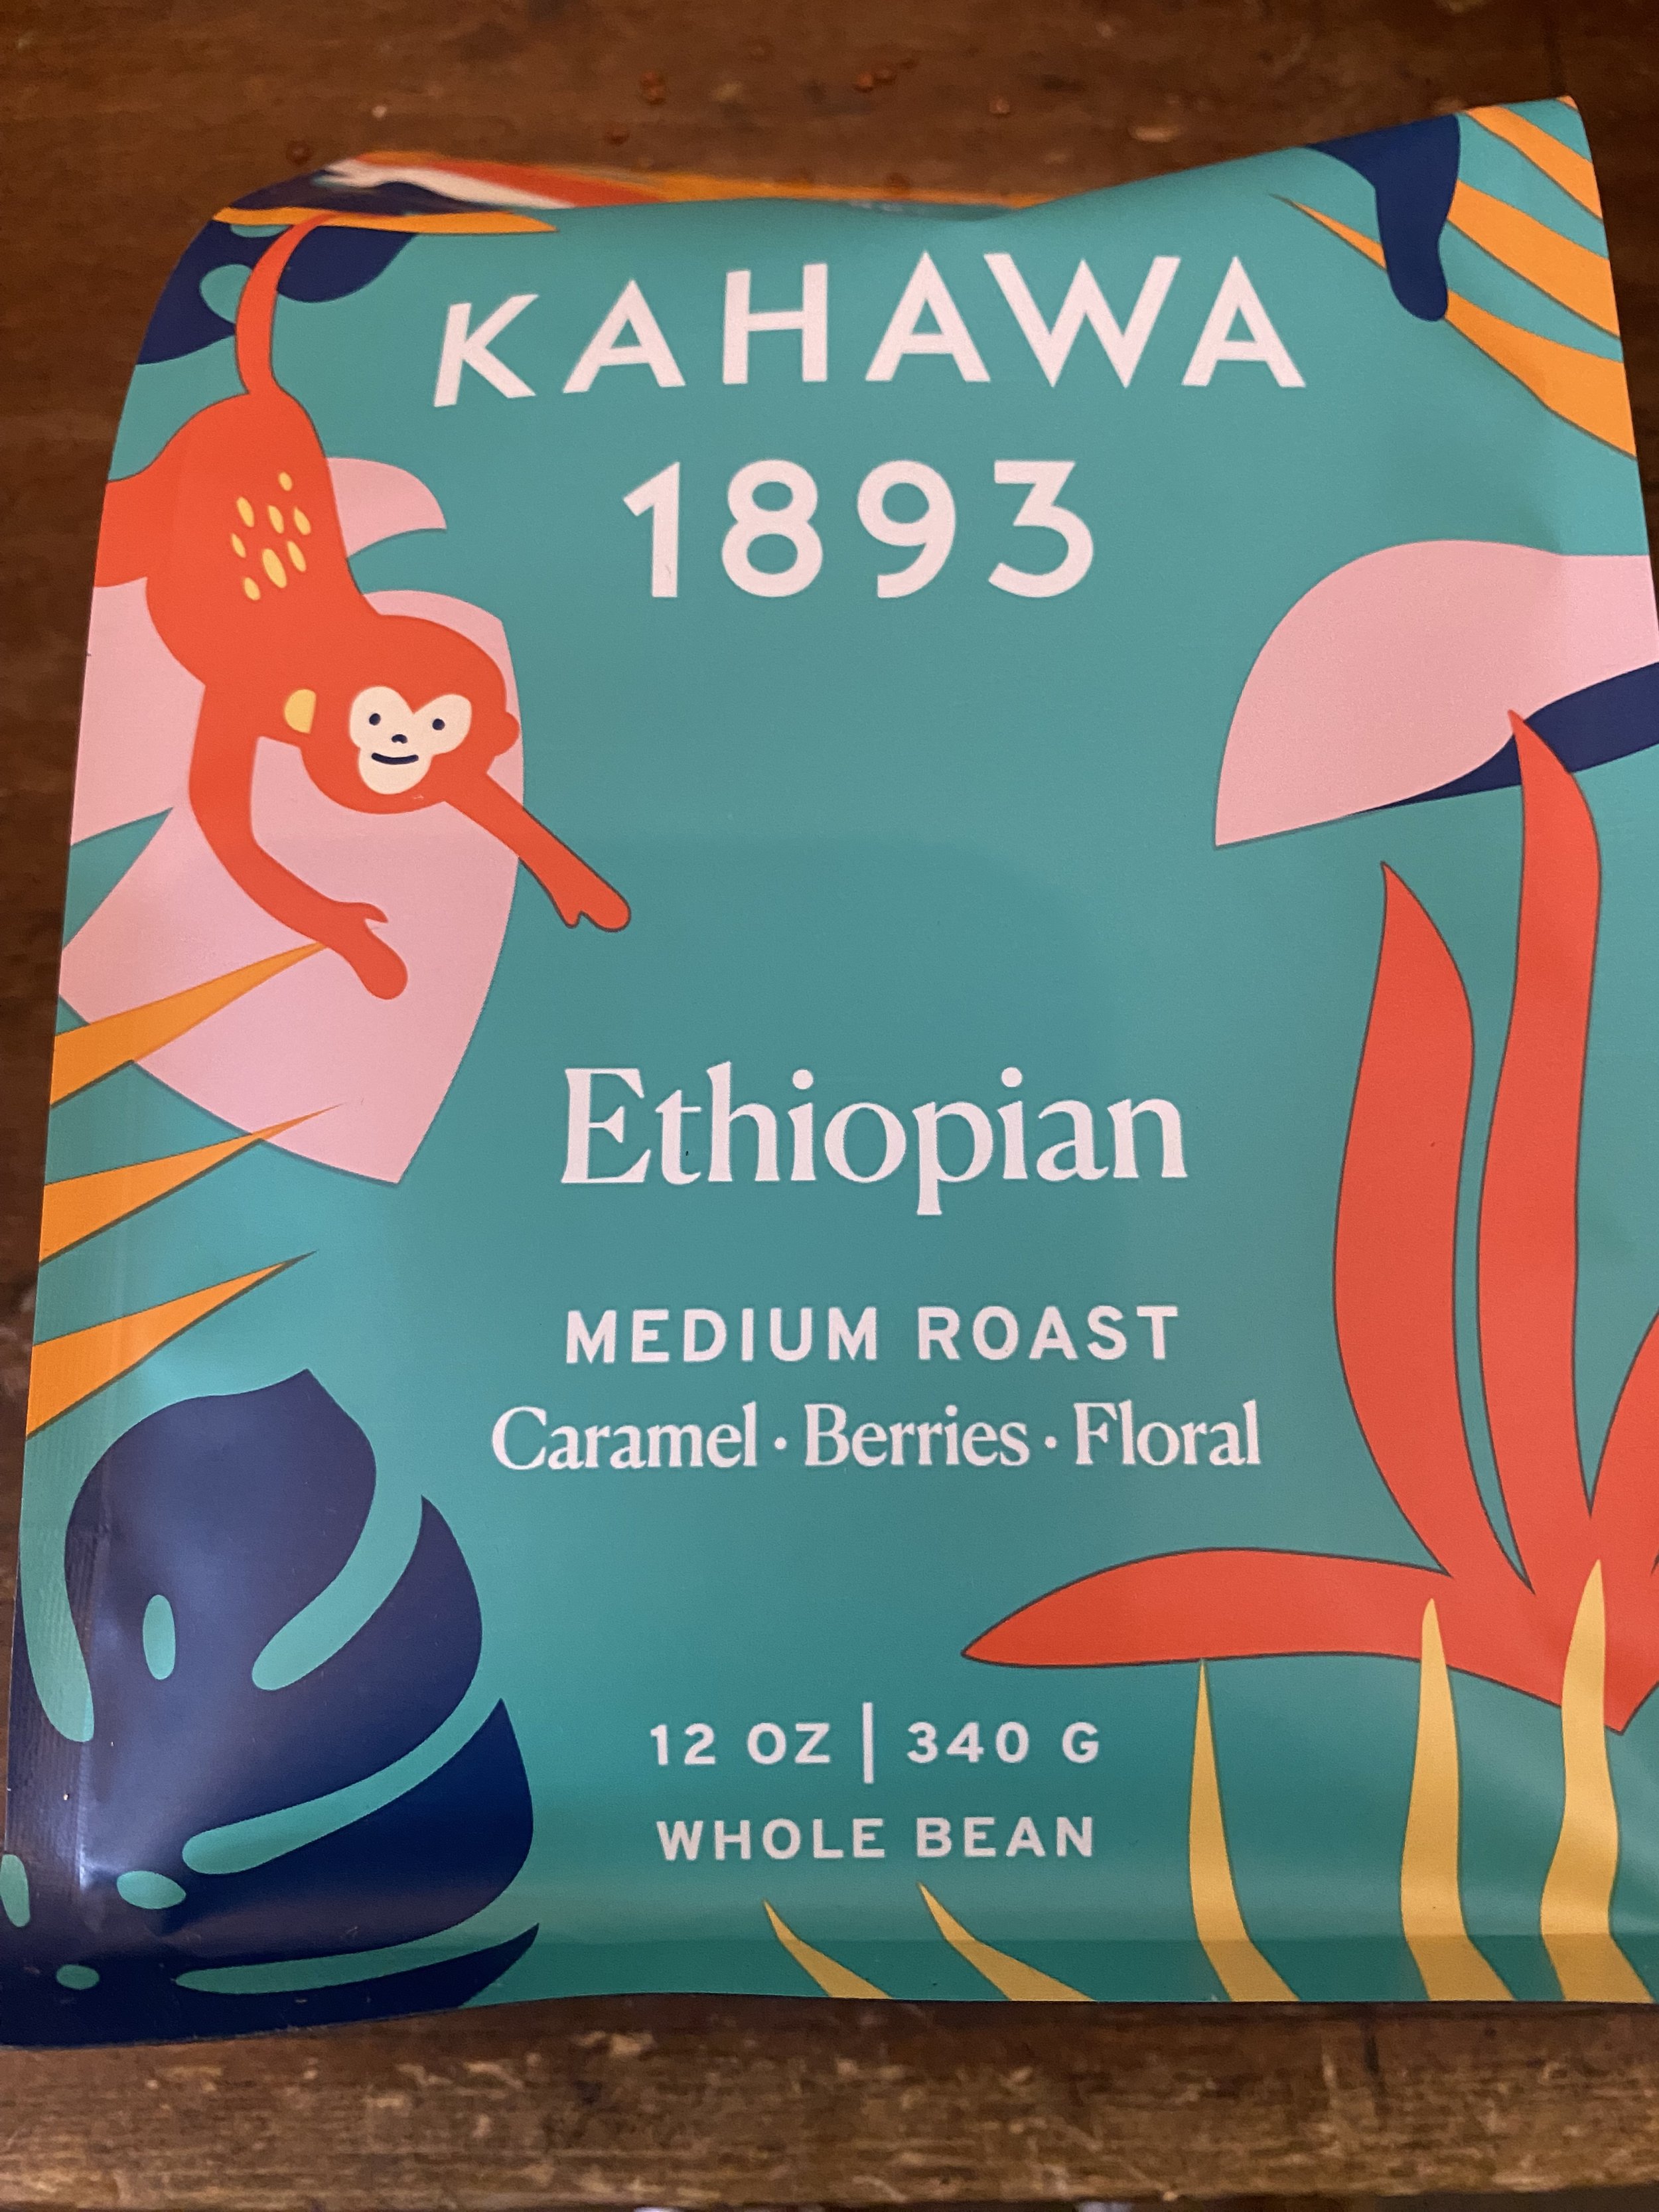 KAHAWA
1893
Ethiopian
MEDIUM ROAST
Caramel · Berries · Floral
12 OZ | 340 G
WHOLE BEAN